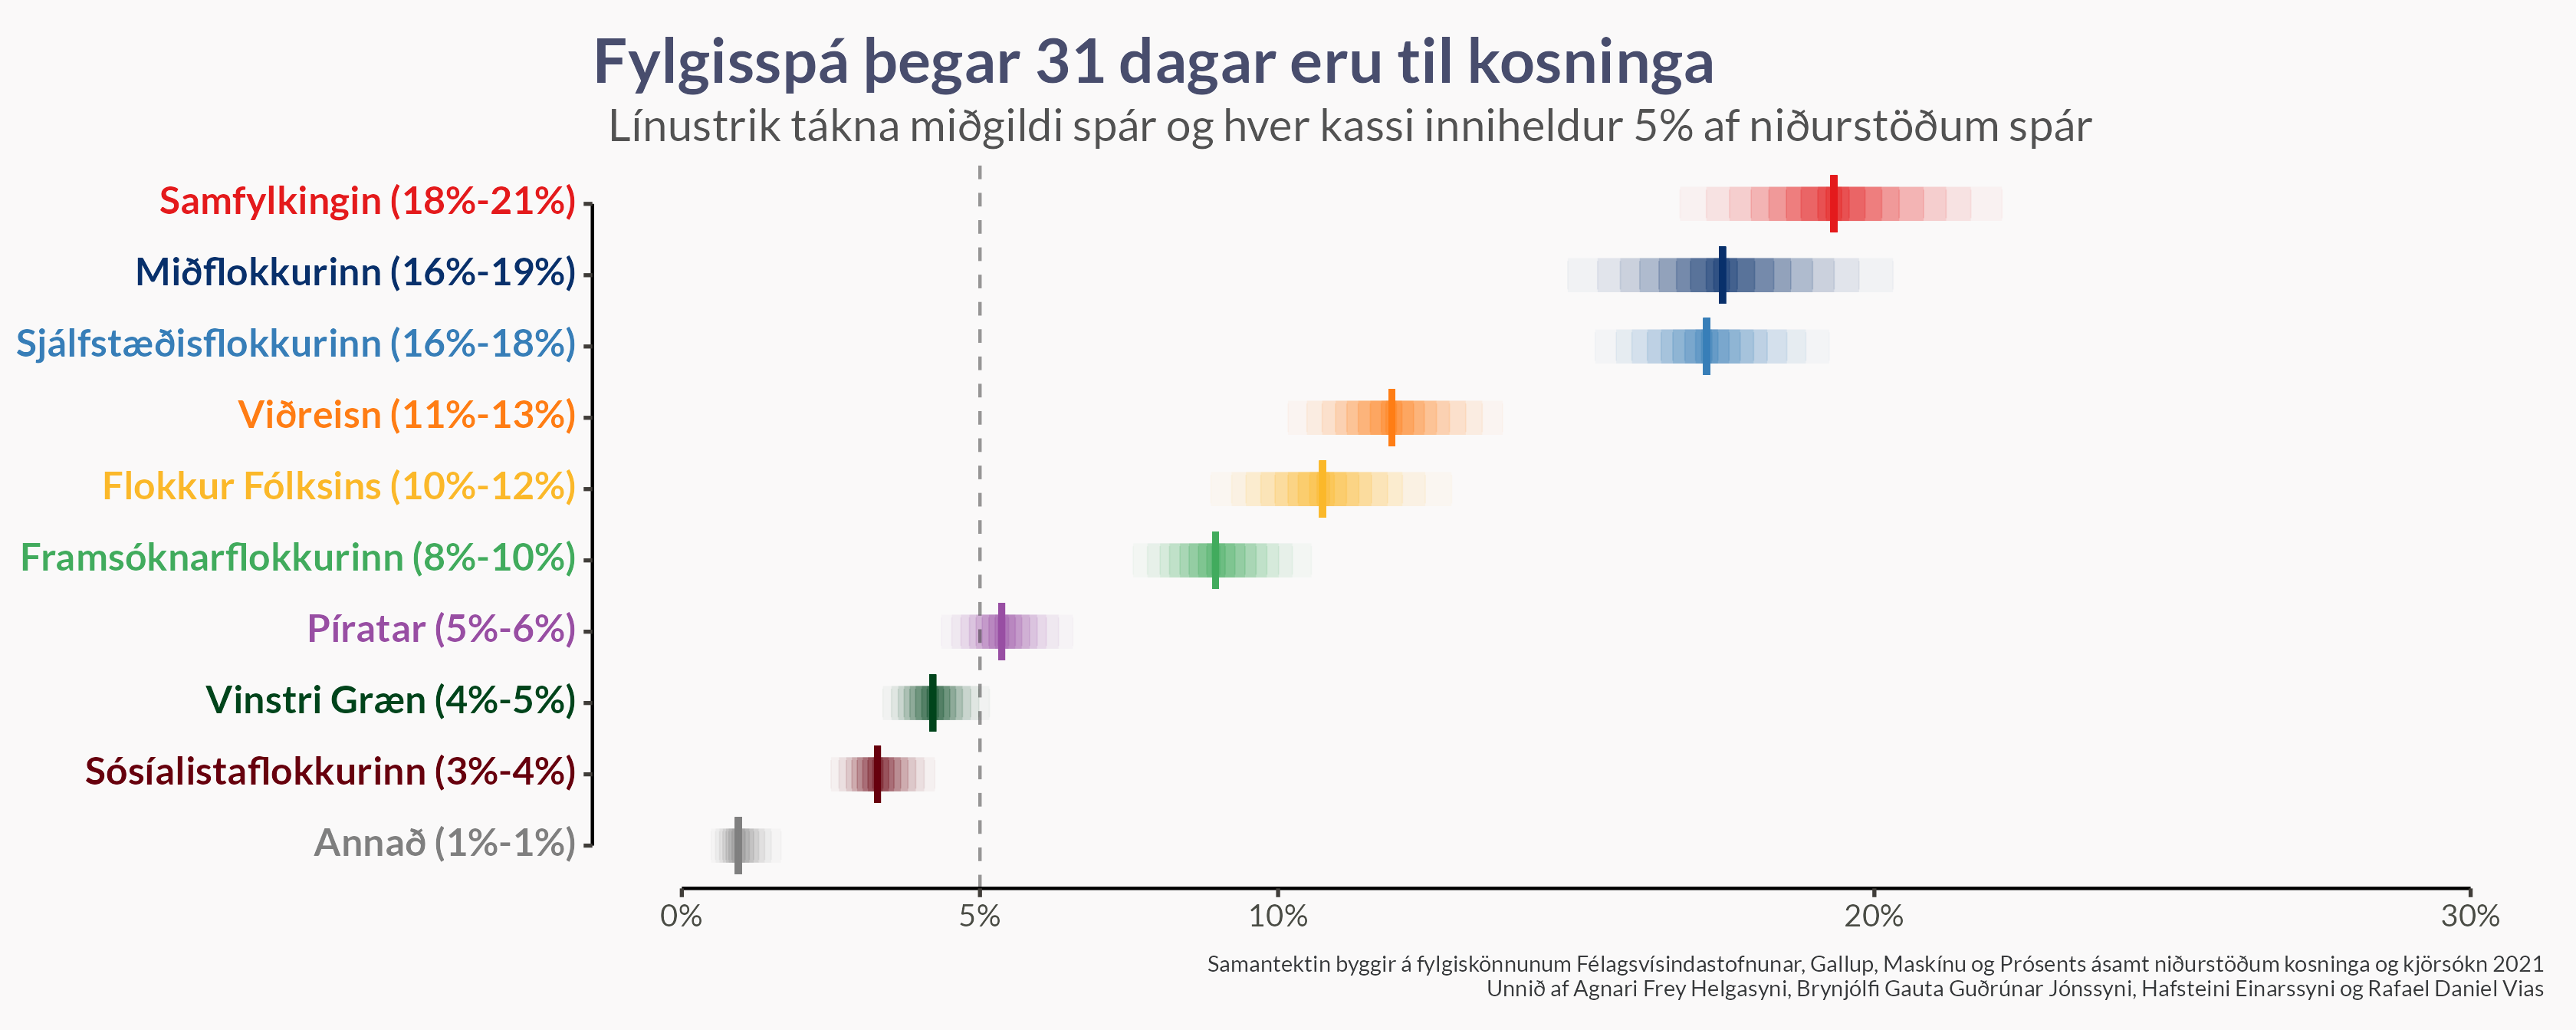 Fylgisspá þegar 31 dagar eru til kosninga
Línustrik tákna miðgildi spár og hver kassi inniheldur 5% af niðurstöðum spár
Samfylkingin (18%-21%)
Miðflokkurinn (16%-19%)
Sjálfstæðisflokkurinn (16%-18%)
Viðreisn (11%-13%)
Flokkur Fólksins (10%-12%)
Framsóknarflokkurinn (8%-10%)
Píratar (5%-6%)
Vinstri Græn (4%-5%)
Sósíalistaflokkurinn (3%-4%)
Annað (1%-1%)
0% 5% 10% 20% 30%
Samantektin byggir á fylgiskönnunum Félagsvísindastofnunar, Gallup, Maskínu og Prósents ásamt niðurstöðum kosninga og kjörsókn 2021
Unnið af Agnari Frey Helgasyni, Brynjólfi Gauta Guðrúnar Jónssyni, Hafsteini Einarssyni og Rafael Daniel Vias